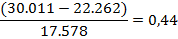 (30.011 − 22.262)
17.578
= 0,44